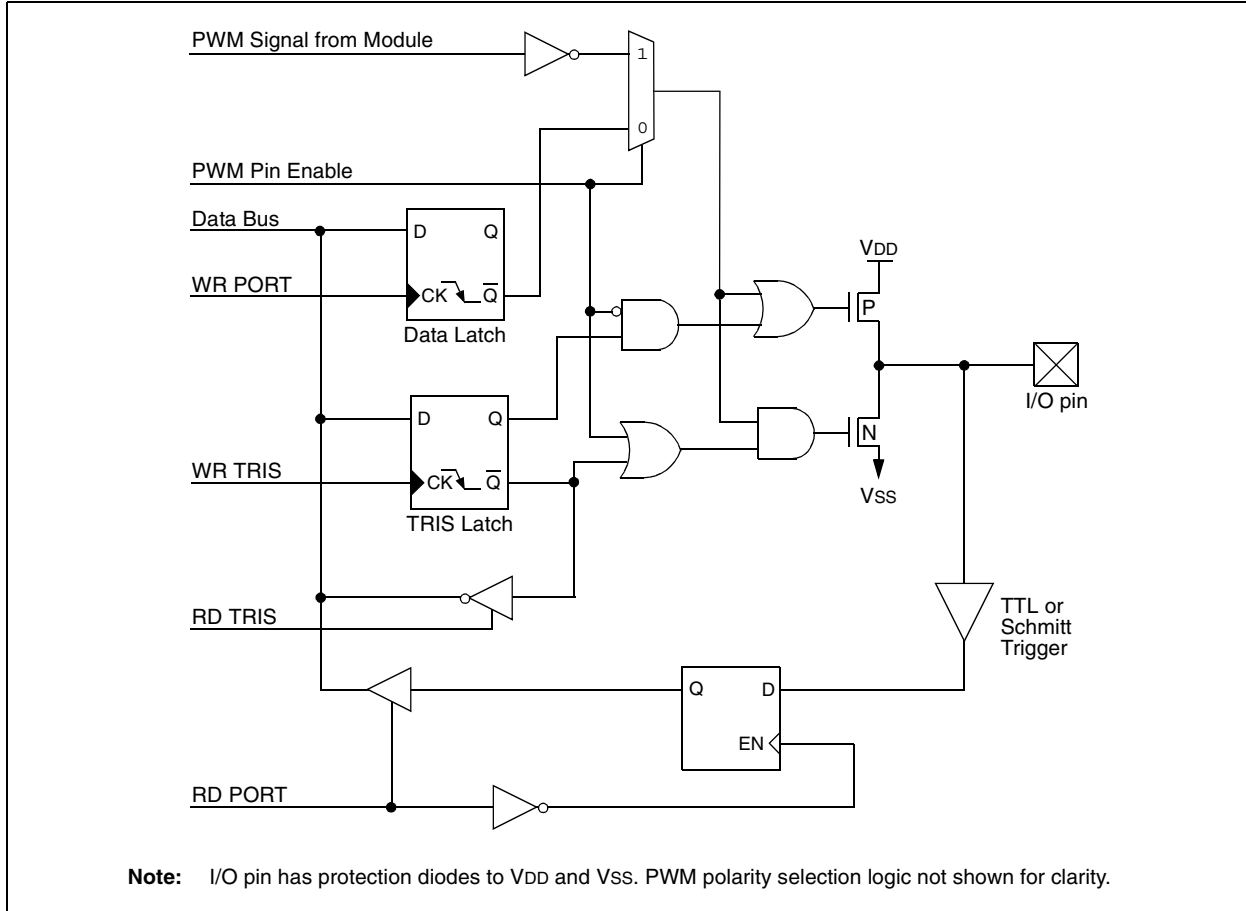 PWM Signal from Module
1
0
PWM Pin Enable
Data Bus
D Q
WR PORT
CK Q̅
Data Latch
VDD
P
I/O pin
D Q
N
WR TRIS
CK Q̅
VSS
TRIS Latch
RD TRIS
TTL or
Schmitt
Trigger
Q D
EN
RD PORT
Note: I/O pin has protection diodes to VDD and VSS. PWM polarity selection logic not shown for clarity.